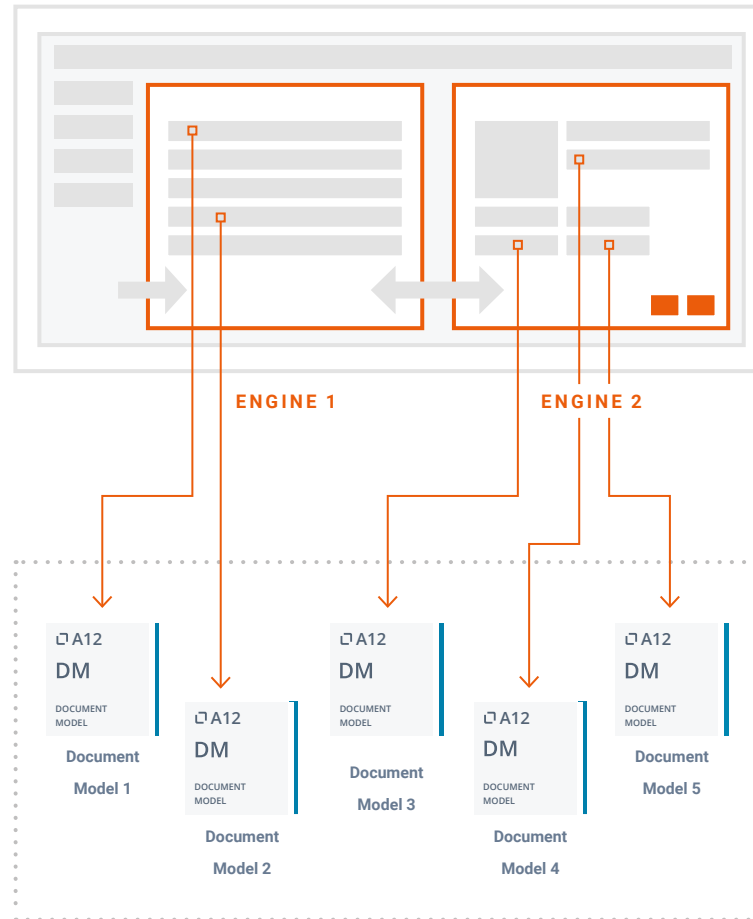 ENGINE 1
ENGINE 2
A12
DM
DOCUMENT
MODEL
Document
Model 1
A12
DM
DOCUMENT
MODEL
Document
Model 2
A12
DM
DOCUMENT
MODEL
Document
Model 3
A12
DM
DOCUMENT
MODEL
Document
Model 4
A12
DM
DOCUMENT
MODEL
Document
Model 5